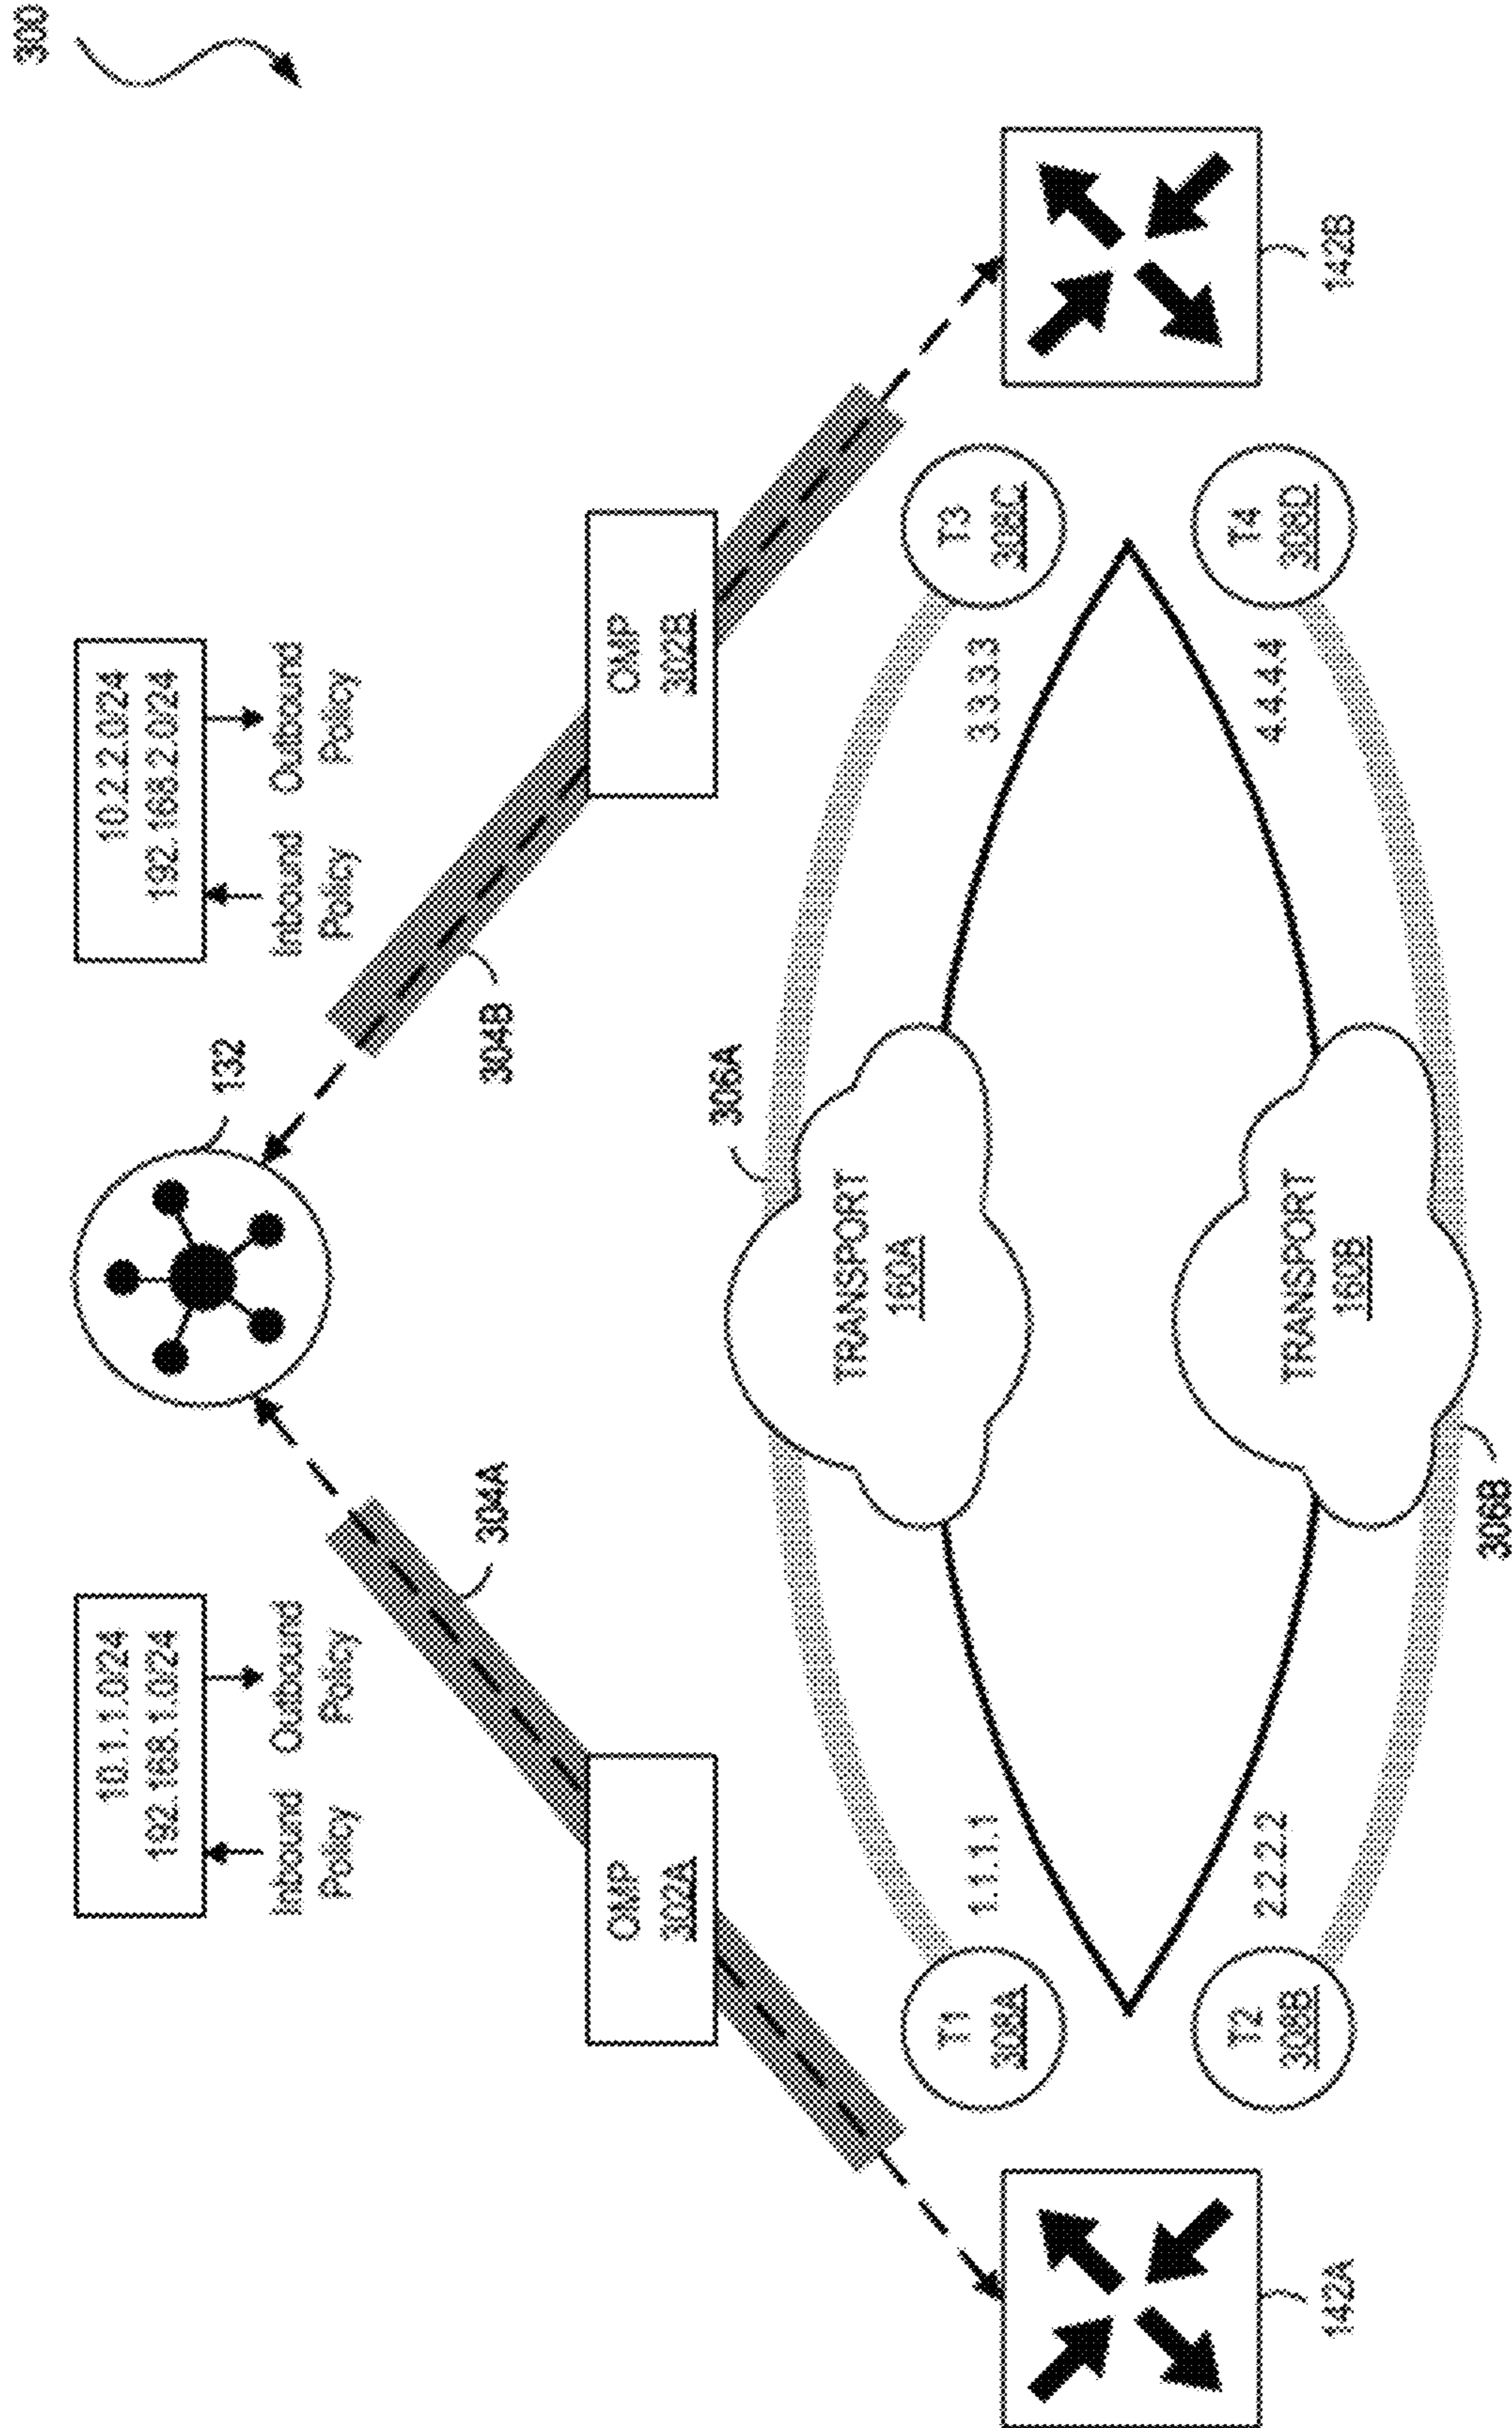 300
132
10.1.1.0/24
192.168.1.0/24
Inbound
Policy
Outbound
Policy
10.2.2.0/24
192.168.2.0/24
Inbound
Policy
Outbound
Policy
304A
304B
OMP
302A
OMP
302B
306A
TRANSPORT
160A
T1
308A
1.1.1.1
3.3.3.3
T3
308C
142A
142B
T2
308B
2.2.2.2
4.4.4.4
T4
308D
TRANSPORT
160B
306B